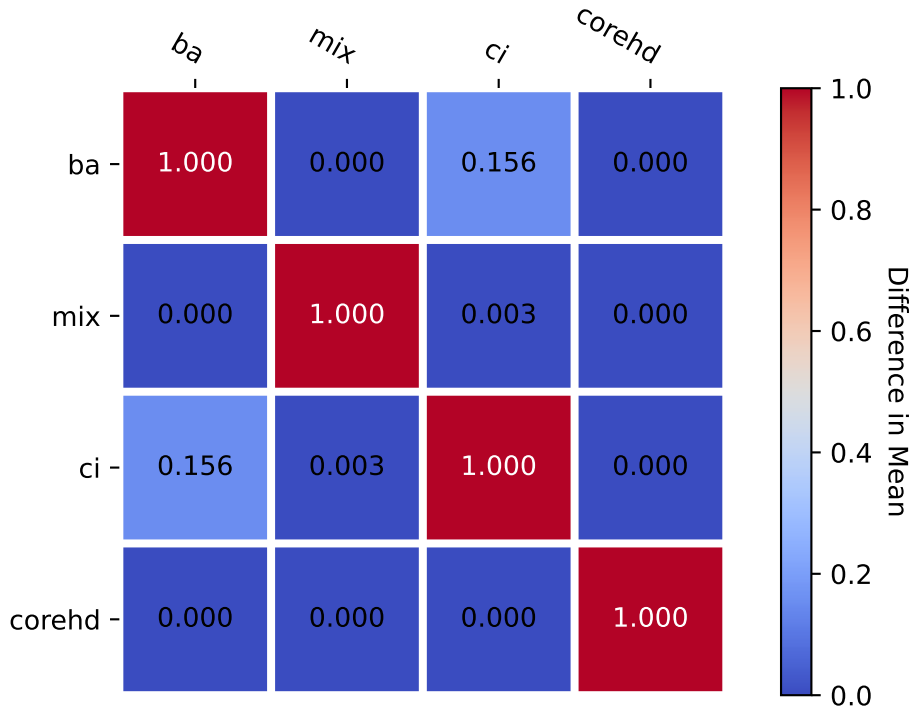 ba mix ci corehd
ba 1.000 0.000 0.156 0.000
mix 0.000 1.000 0.003 0.000
ci 0.156 0.003 1.000 0.000
corehd 0.000 0.000 0.000 1.000
1.0
0.8
0.6
0.4
0.2
0.0
Difference in Mean